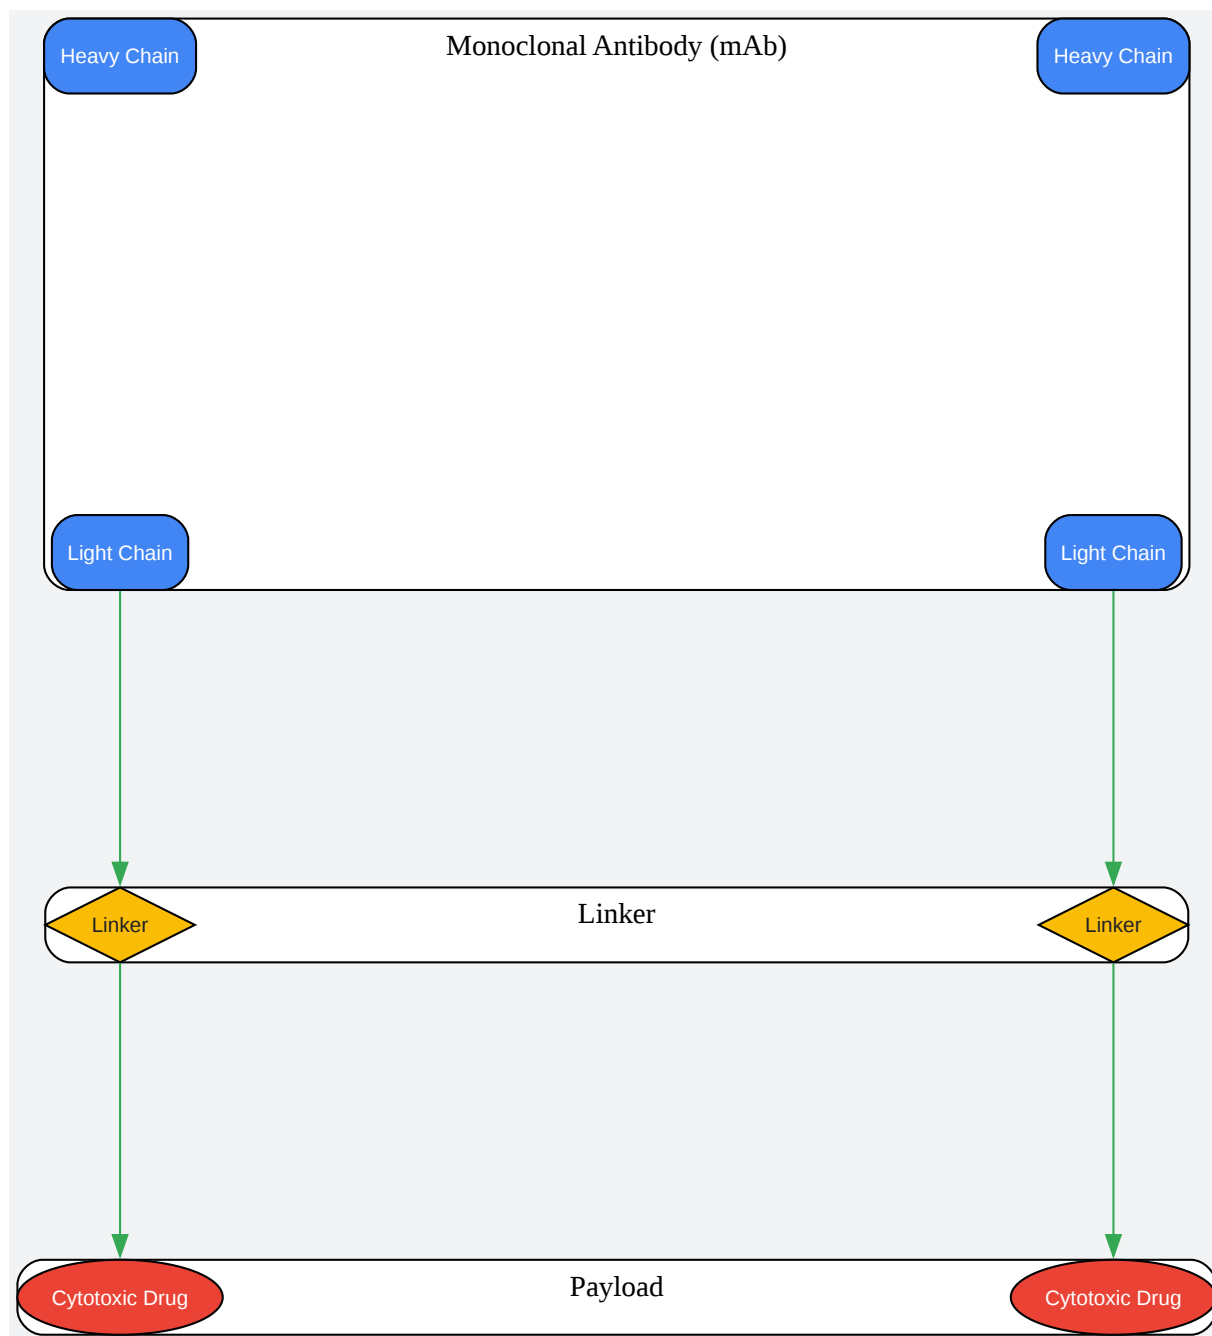 Monoclonal Antibody (mAb)
Heavy Chain
Heavy Chain
Light Chain
Light Chain
Linker
Linker
Linker
Payload
Cytotoxic Drug
Cytotoxic Drug